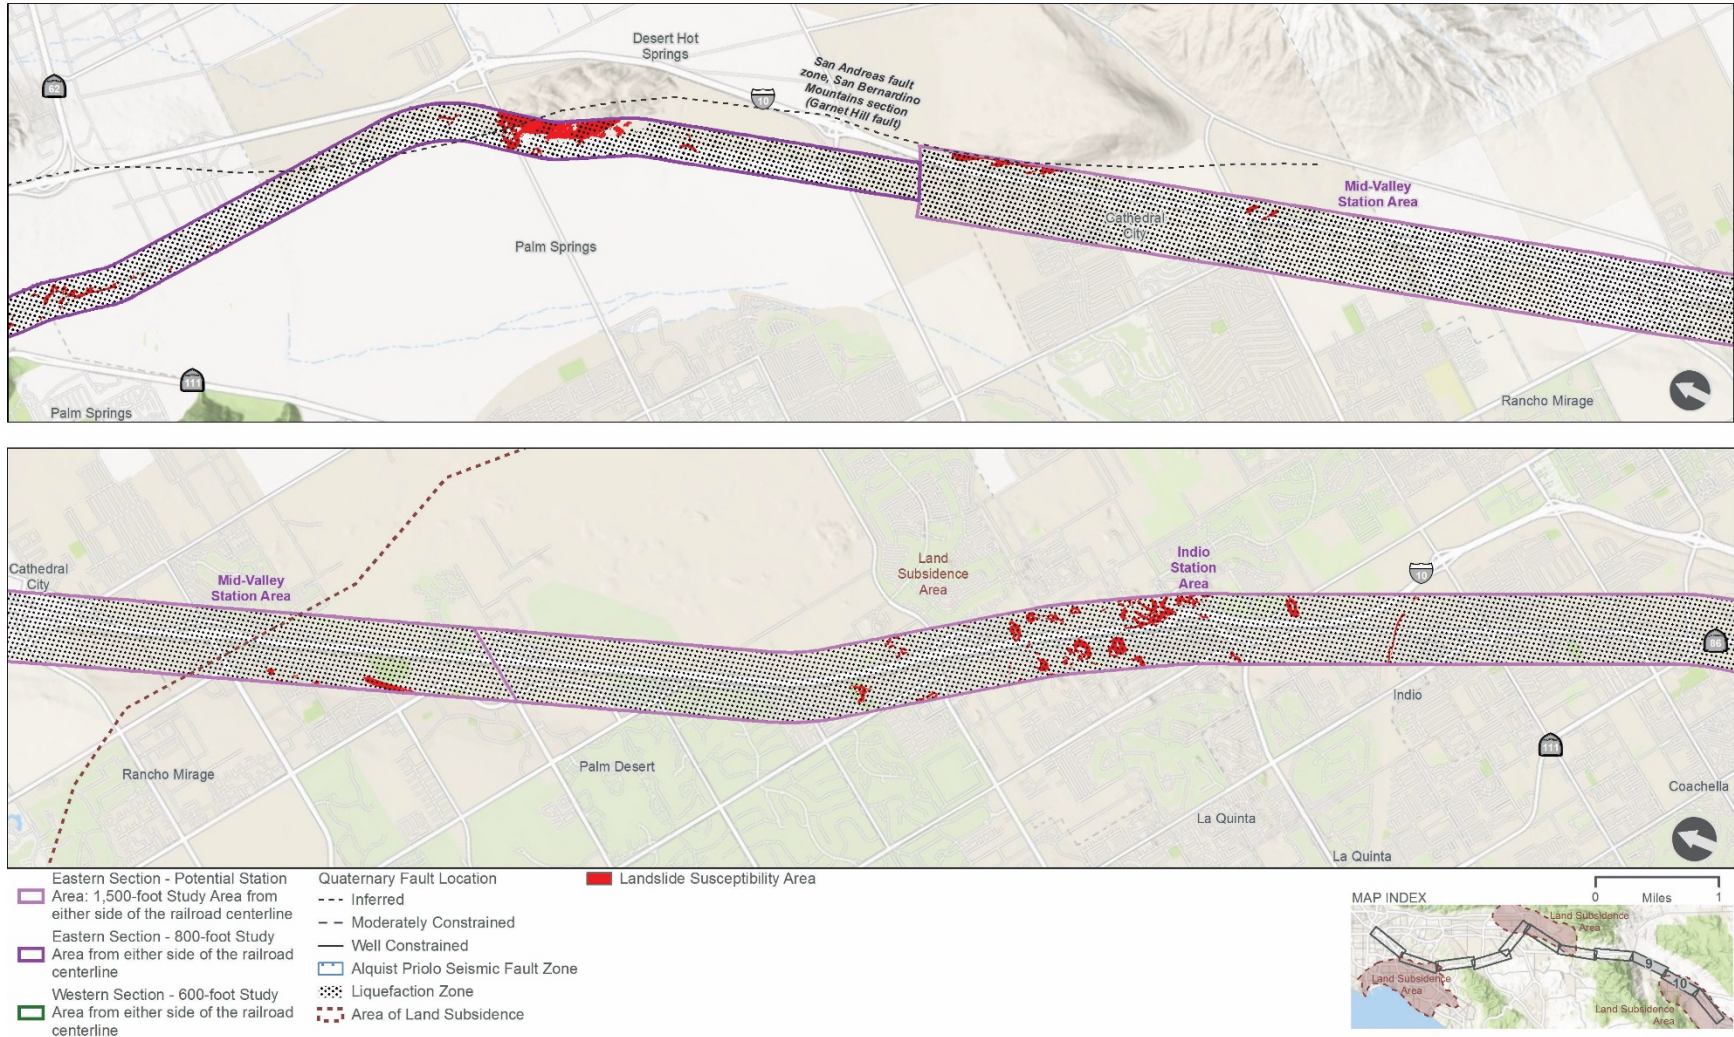 62
Desert Hot
Springs
San Andreas fault
zone, San Bernardino
Mountains section
(Garnet Hill fault)
10
Mid-Valley
Station Area
Cathedral
City
Palm Springs
111
Palm Springs
Rancho Mirage
Cathedral
City
Mid-Valley
Station Area
Land
Subsidence
Area
Indio
Station
Area
10
86
Indio
Rancho Mirage
Palm Desert
111
Coachella
La Quinta
La Quinta
Eastern Section - Potential Station
Area: 1,500-foot Study Area from
either side of the railroad centerline
Eastern Section - 800-foot Study
Area from either side of the railroad
centerline
Western Section - 600-foot Study
Area from either side of the railroad
centerline
Quaternary Fault Location
Inferred
Moderately Constrained
Well Constrained
Alquist Priolo Seismic Fault Zone
Liquefaction Zone
Area of Land Subsidence
Landslide Susceptibility Area
0 Miles 1
MAP INDEX
Land Subsidence
Area
Land Subsidence
Area
9
10
Land Subsidence
Area